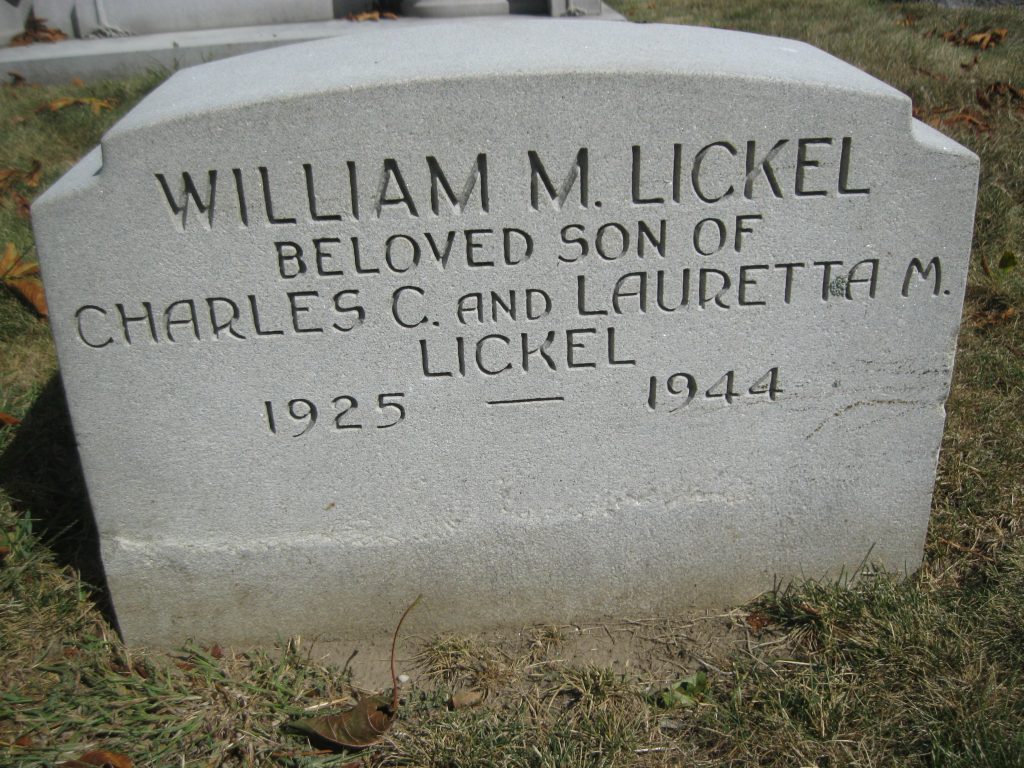 WILLIAM M. LICKEL
BELOVED SON OF
CHARLES C. AND LAURETTA M.
LICKEL
1925 — 1944